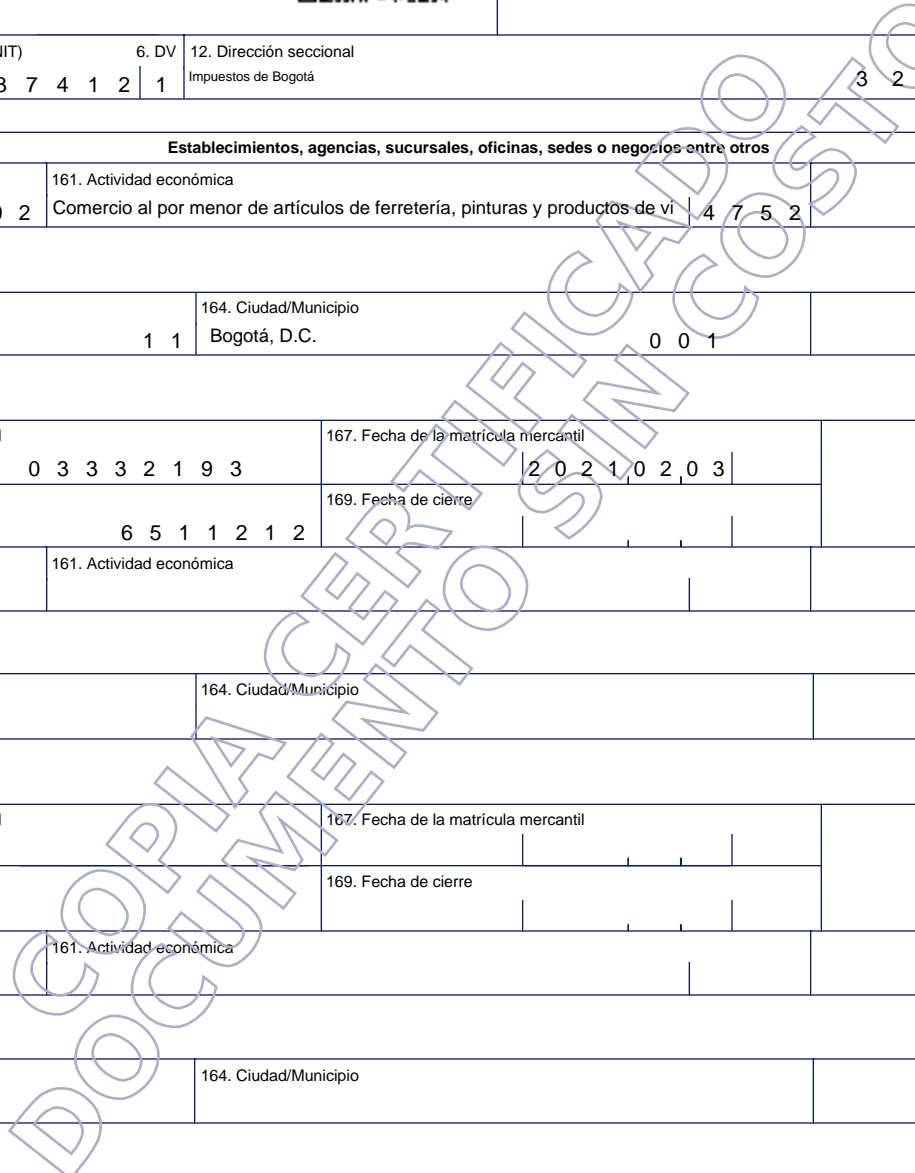 IT) 6. DV 12. Dirección seccional
3 7 4 1 2 1 Impuestos de Bogotá 3 2
Establecimientos, agencias, sucursales, oficinas, sedes o negocios entre otros
161. Actividad económica
0 2 Comercio al por menor de artículos de ferretería, pinturas y productos de vi 4 7 5 2
164. Ciudad/Municipio
1 1 Bogotá, D.C. 0 0 1
167. Fecha de la matrícula mercantil
0 3 3 3 2 1 9 3 2 0 2 1 0 2 0 3
169. Fecha de cierre
6 5 1 1 2 1 2
161. Actividad económica
164. Ciudad/Municipio
167. Fecha de la matrícula mercantil
169. Fecha de cierre
161. Actividad económica
164. Ciudad/Municipio
COPIA CERTIFICADO
DOCUMENTO SIN COSTO